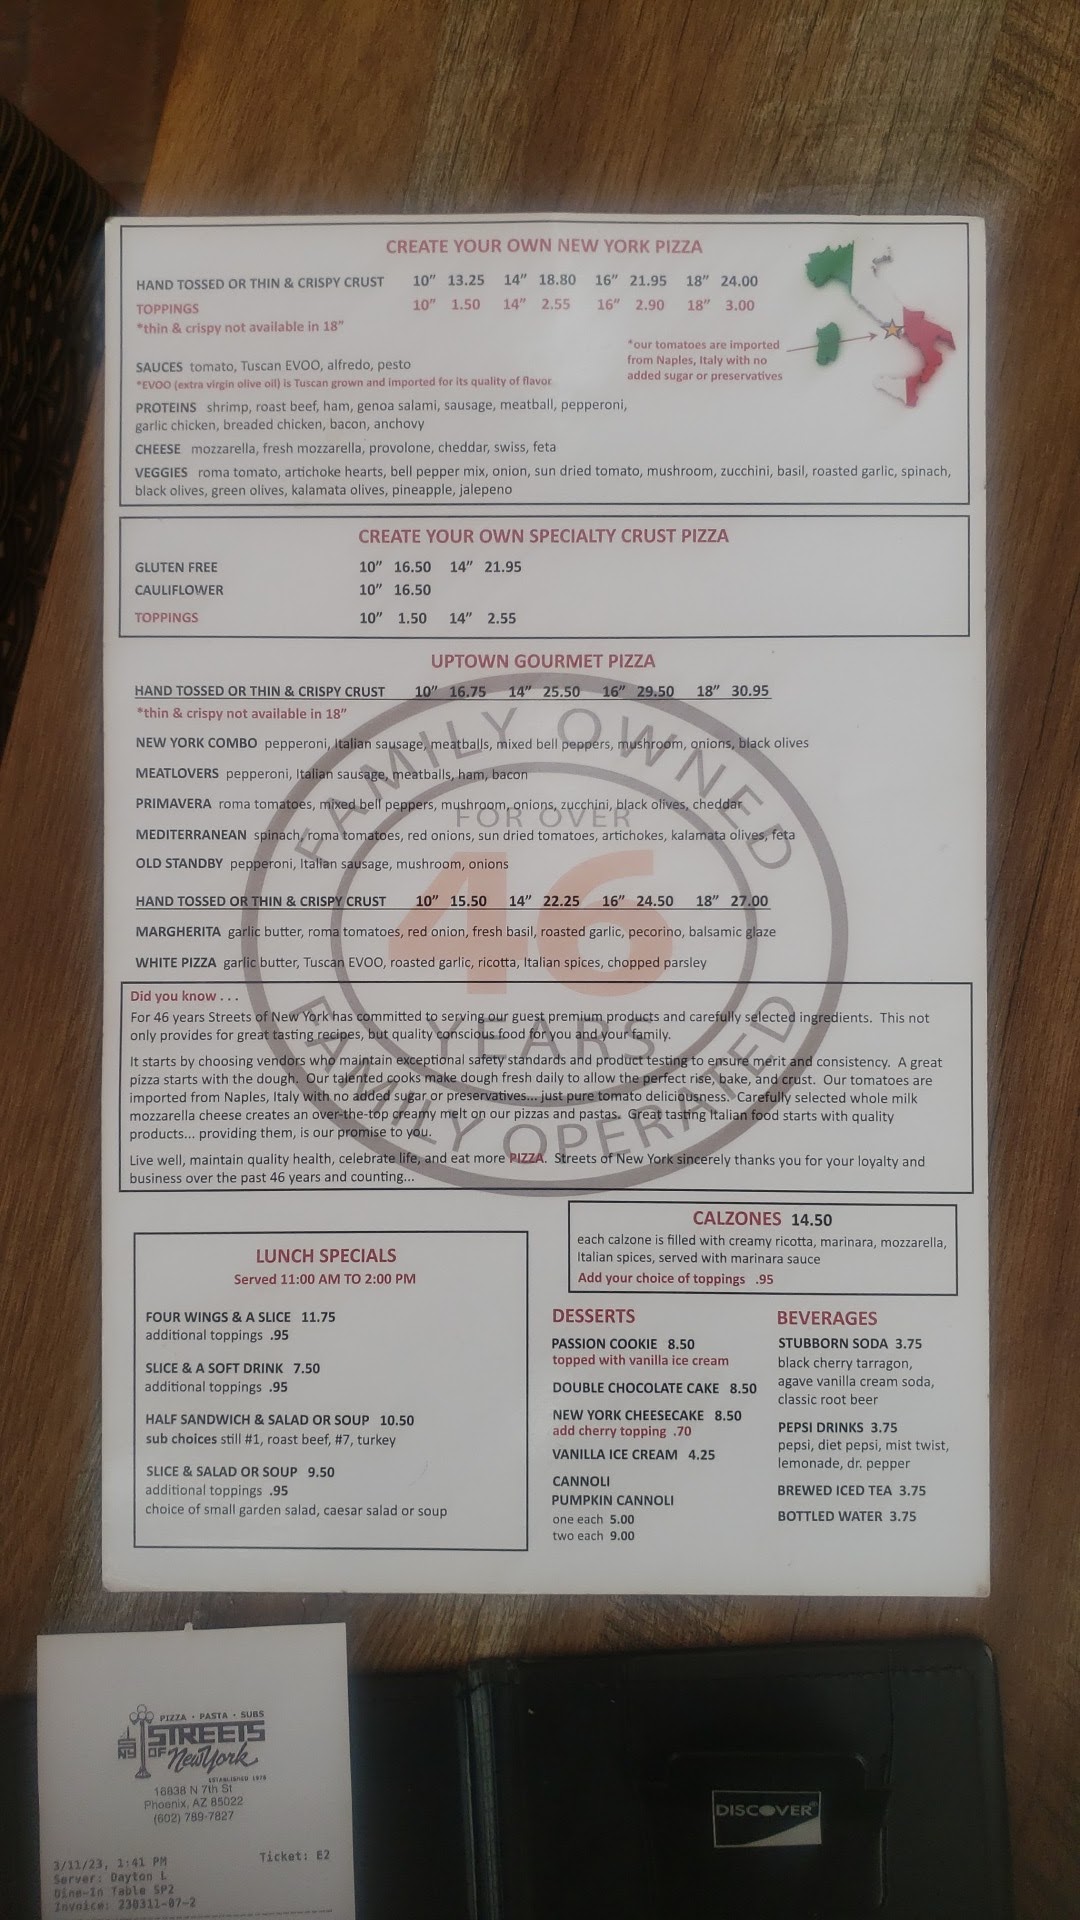 CREATE YOUR OWN NEW YORK PIZZA
HAND TOSSED OR THIN & CRISPY CRUST 10" 13.25 14" 18.80 16" 21.95 18" 24.00
TOPPINGS 10" 1.50 14" 2.55 16" 2.90 18" 3.00
*thin & crispy not available in 18"
*our tomatoes are imported
from Naples, Italy with no
added sugar or preservatives
SAUCES tomato, Tuscan EVOO, alfredo, pesto
*EVOO (extra virgin olive oil) is Tuscan grown and imported for its quality of flavor
PROTEINS shrimp, roast beef, ham, genoa salami, sausage, meatball, pepperoni,
garlic chicken, breaded chicken, bacon, anchovy
CHEESE mozzarella, fresh mozzarella, provolone, cheddar, swiss, feta
VEGGIES roma tomato, artichoke hearts, bell pepper mix, onion, sun dried tomato, mushroom, zucchini, basil, roasted garlic, spinach,
black olives, green olives, kalamata olives, pineapple, jalepeno
CREATE YOUR OWN SPECIALTY CRUST PIZZA
GLUTEN FREE 10" 16.50 14" 21.95
CAULIFLOWER 10" 16.50
TOPPINGS 10" 1.50 14" 2.55
UPTOWN GOURMET PIZZA
HAND TOSSED OR THIN & CRISPY CRUST 10" 16.75 14" 25.50 16" 29.50 18" 30.95
*thin & crispy not available in 18"
NEW YORK COMBO pepperoni, Italian sausage, meatballs, mixed bell peppers, mushroom, onions, black olives
MEATLOVERS pepperoni, Italian sausage, meatballs, ham, bacon
PRIMAVERA roma tomatoes, mixed bell peppers, mushroom, onions, zucchini, black olives, cheddar
MEDITERRANEAN spinach, roma tomatoes, red onions, sun dried tomatoes, artichokes, kalamata olives, feta
OLD STANDBY pepperoni, Italian sausage, mushroom, onions
HAND TOSSED OR THIN & CRISPY CRUST 10" 15.50 14" 22.25 16" 24.50 18" 27.00
MARGHERITA garlic butter, roma tomatoes, red onion, fresh basil, roasted garlic, pecorino, balsamic glaze
WHITE PIZZA garlic butter, Tuscan EVOO, roasted garlic, ricotta, Italian spices, chopped parsley
FAMILY OWNED
FOR OVER
46
YEARS
FAMILY OPERATED
Did you know . . .
For 46 years Streets of New York has committed to serving our guest premium products and carefully selected ingredients. This not
only provides for great tasting recipes, but quality conscious food for you and your family.
It starts by choosing vendors who maintain exceptional safety standards and product testing to ensure merit and consistency. A great
pizza starts with the dough. Our talented cooks make dough fresh daily to allow the perfect rise, bake, and crust. Our tomatoes are
imported from Naples, Italy with no added sugar or preservatives... just pure tomato deliciousness. Carefully selected whole milk
mozzarella cheese creates an over-the-top creamy melt on our pizzas and pastas. Great tasting Italian food starts with quality
products... providing them, is our promise to you.
Live well, maintain quality health, celebrate life, and eat more PIZZA. Streets of New York sincerely thanks you for your loyalty and
business over the past 46 years and counting...
LUNCH SPECIALS
Served 11:00 AM TO 2:00 PM
FOUR WINGS & A SLICE 11.75
additional toppings .95
SLICE & A SOFT DRINK 7.50
additional toppings .95
HALF SANDWICH & SALAD OR SOUP 10.50
sub choices still #1, roast beef, #7, turkey
SLICE & SALAD OR SOUP 9.50
additional toppings .95
choice of small garden salad, caesar salad or soup
CALZONES 14.50
each calzone is filled with creamy ricotta, marinara, mozzarella,
Italian spices, served with marinara sauce
Add your choice of toppings .95
DESSERTS
PASSION COOKIE 8.50
topped with vanilla ice cream
DOUBLE CHOCOLATE CAKE 8.50
NEW YORK CHEESECAKE 8.50
add cherry topping .70
VANILLA ICE CREAM 4.25
CANNOLI
PUMPKIN CANNOLI
one each 5.00
two each 9.00
BEVERAGES
STUBBORN SODA 3.75
black cherry tarragon,
agave vanilla cream soda,
classic root beer
PEPSI DRINKS 3.75
pepsi, diet pepsi, mist twist,
lemonade, dr. pepper
BREWED ICED TEA 3.75
BOTTLED WATER 3.75
PIZZA • PASTA • SUBS
STREETS
OF New York
ESTABLISHED 1976
16838 N 7th St
Phoenix, AZ 85022
(602) 789-7827
3/11/23, 1:41 PM Ticket: E2
Server: Dayton L
Dine-In Table SP2
Invoice: 230311-07-2
DISCOVER